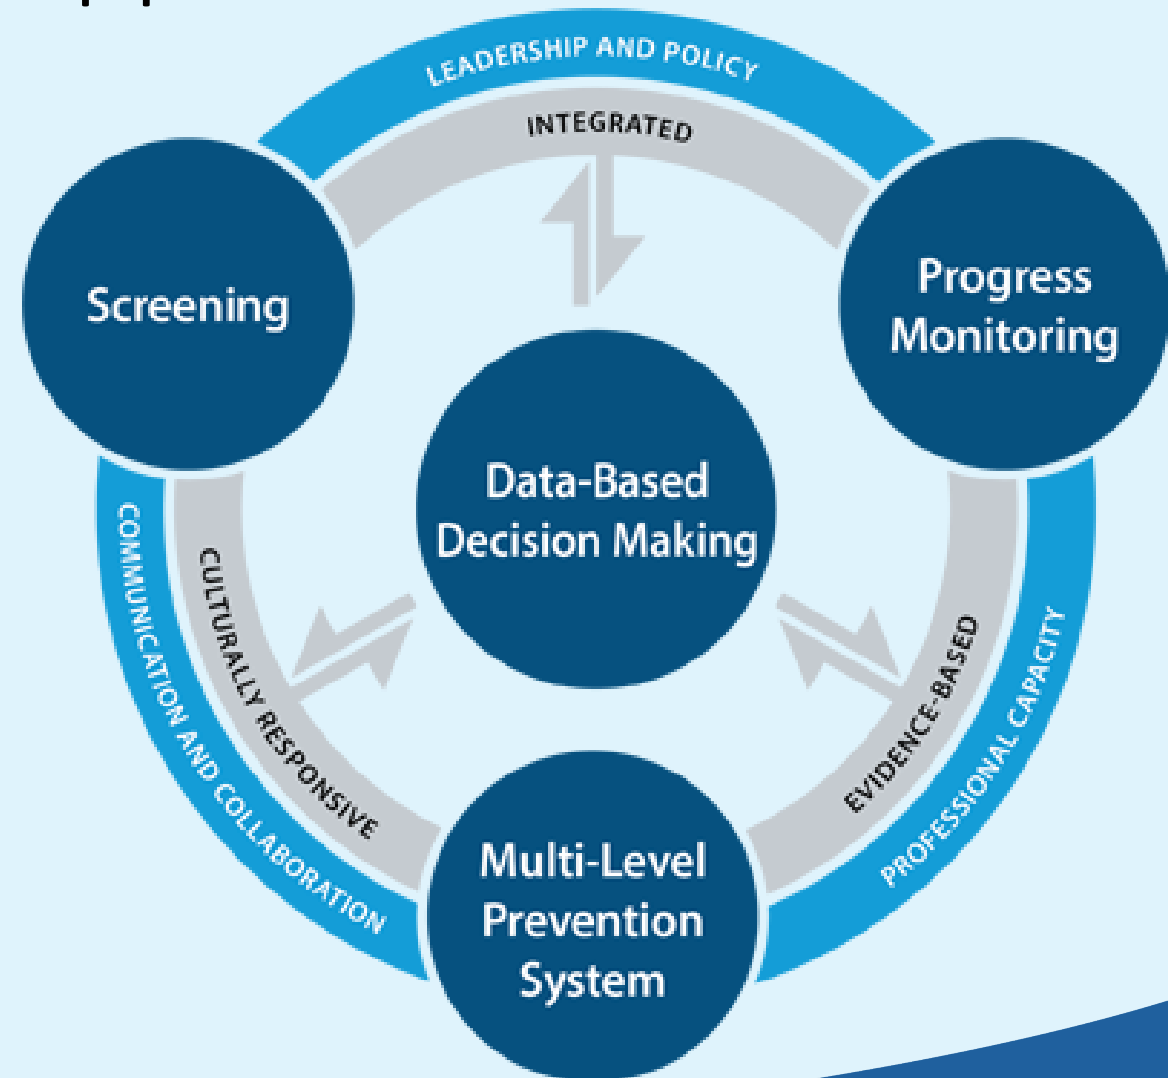 LEADERSHIP AND POLICY
INTEGRATED
Screening
Progress
Monitoring
Data-Based
Decision Making
COMMUNICATION AND COLLABORATION
CULTURALLY RESPONSIVE
EVIDENCE-BASED
PROFESSIONAL CAPACITY
Multi-Level
Prevention
System